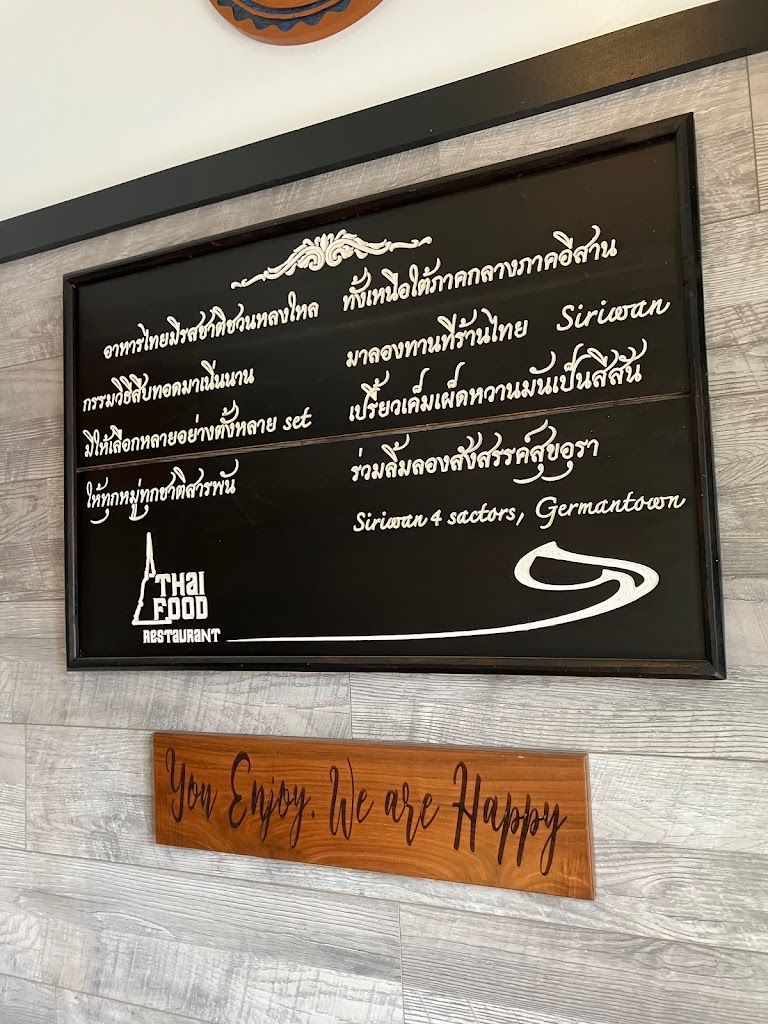 อาหารไทยมีรสชาติชวนหลงใหล ทั้งเหนือใต้ภาคกลางภาคอีสาน
กรรมวิธีสืบทอดมาเนิ่นนาน มาลองทานที่ร้านไทย Siriwan
มีให้เลือกหลายอย่างตั้งหลาย set เปรี้ยวเค็มเผ็ดหวานมันเป็นสีสัน
ให้ทุกหมู่ทุกชาติสารพัน ร่วมลิ้มลองสังสรรค์สุขอุรา
Siriwan 4 sactors, Germantown
THAI
FOOD
RESTAURANT
You Enjoy. We are Happy